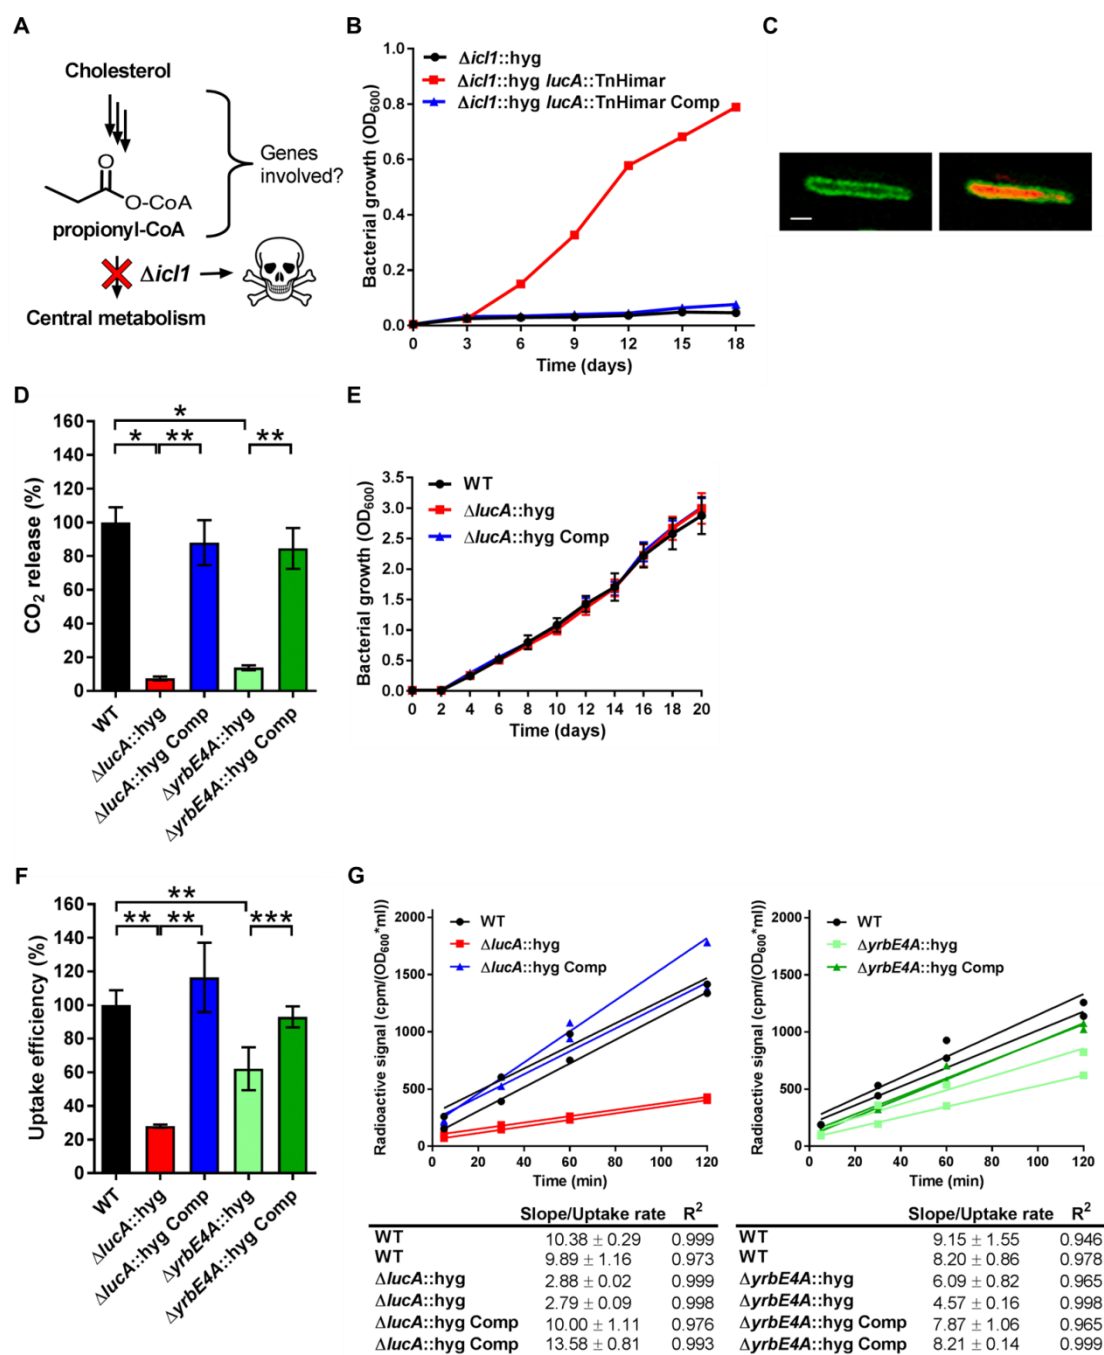 A
Cholesterol
O
O-CoA
propionyl-CoA
Genes
involved?
Δicl1
Central metabolism
B
Bacterial growth (OD600)
1.0
0.8
0.6
0.4
0.2
0.0
0 3 6 9 12 15 18
Time (days)
Δicl1::hyg
Δicl1::hyg lucA::TnHimar
Δicl1::hyg lucA::TnHimar Comp
C
D
CO2 release (%)
160
140
120
100
80
60
40
20
0
*
* **
**
WT
ΔlucA::hyg
ΔlucA::hyg Comp
ΔyrbE4A::hyg
ΔyrbE4A::hyg Comp
E
Bacterial growth (OD600)
3.5
3.0
2.5
2.0
1.5
1.0
0.5
0.0
0 2 4 6 8 10 12 14 16 18 20
Time (days)
WT
ΔlucA::hyg
ΔlucA::hyg Comp
F
Uptake efficiency (%)
160
140
120
100
80
60
40
20
0
**
** **
***
WT
ΔlucA::hyg
ΔlucA::hyg Comp
ΔyrbE4A::hyg
ΔyrbE4A::hyg Comp
G
Radioactive signal (cpm/(OD600*ml))
2000
1500
1000
500
0
0 20 40 60 80 100 120
Time (min)
WT
ΔlucA::hyg
ΔlucA::hyg Comp
Slope/Uptake rate R2
WT 10.38 ± 0.29 0.999
WT 9.89 ± 1.16 0.973
ΔlucA::hyg 2.88 ± 0.02 0.999
ΔlucA::hyg 2.79 ± 0.09 0.998
ΔlucA::hyg Comp 10.00 ± 1.11 0.976
ΔlucA::hyg Comp 13.58 ± 0.81 0.993
Radioactive signal (cpm/(OD600*ml))
2000
1500
1000
500
0
0 20 40 60 80 100 120
Time (min)
WT
ΔyrbE4A::hyg
ΔyrbE4A::hyg Comp
Slope/Uptake rate R2
WT 9.15 ± 1.55 0.946
WT 8.20 ± 0.86 0.978
ΔyrbE4A::hyg 6.09 ± 0.82 0.965
ΔyrbE4A::hyg 4.57 ± 0.16 0.998
ΔyrbE4A::hyg Comp 7.87 ± 1.06 0.965
ΔyrbE4A::hyg Comp 8.21 ± 0.14 0.999